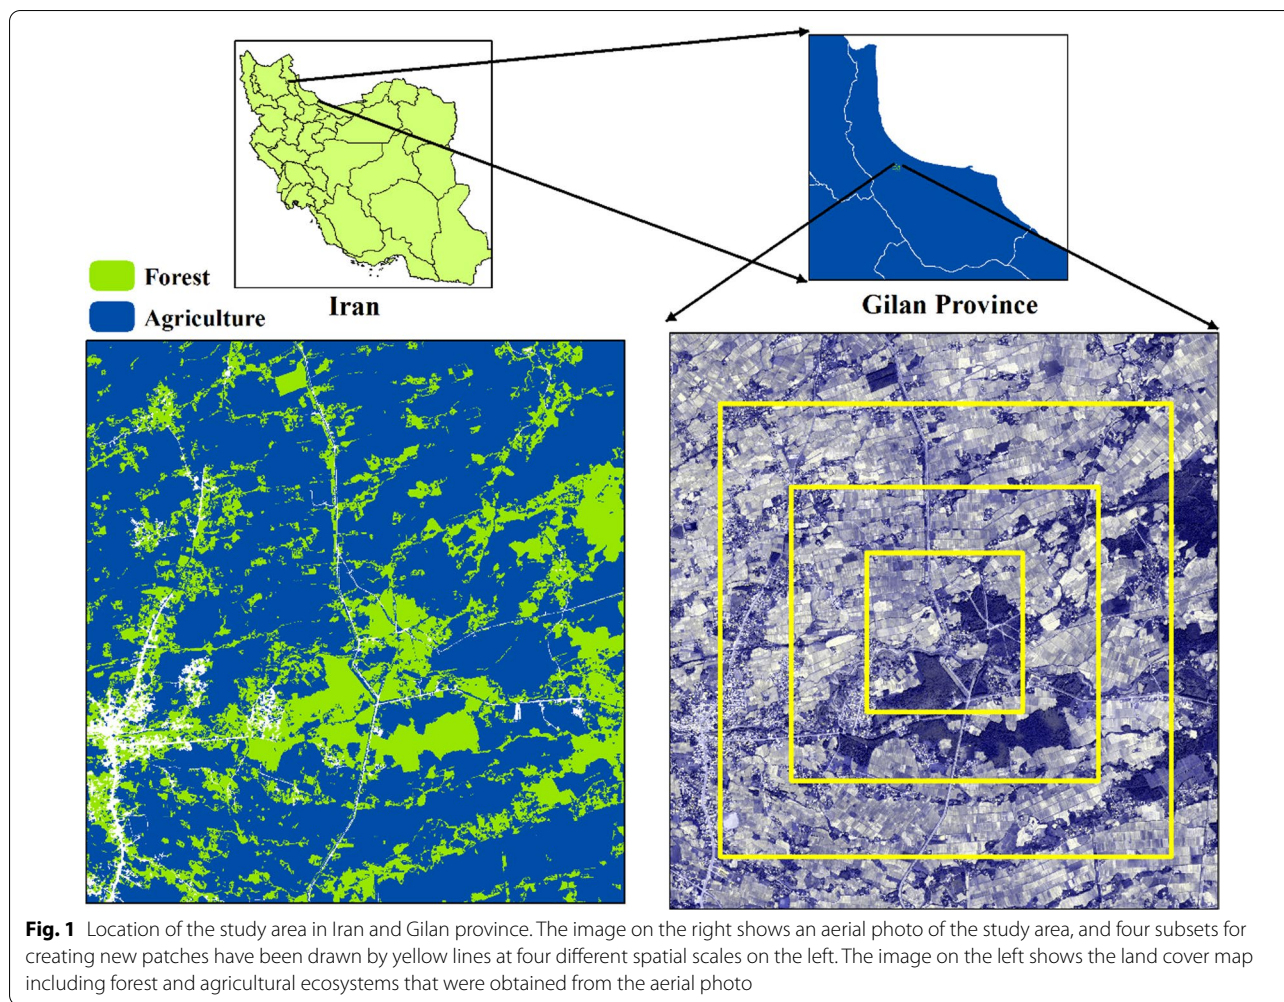 Iran
Gilan Province
Forest
Agriculture
Fig. 1 Location of the study area in Iran and Gilan province. The image on the right shows an aerial photo of the study area, and four subsets for
creating new patches have been drawn by yellow lines at four different spatial scales on the left. The image on the left shows the land cover map
including forest and agricultural ecosystems that were obtained from the aerial photo